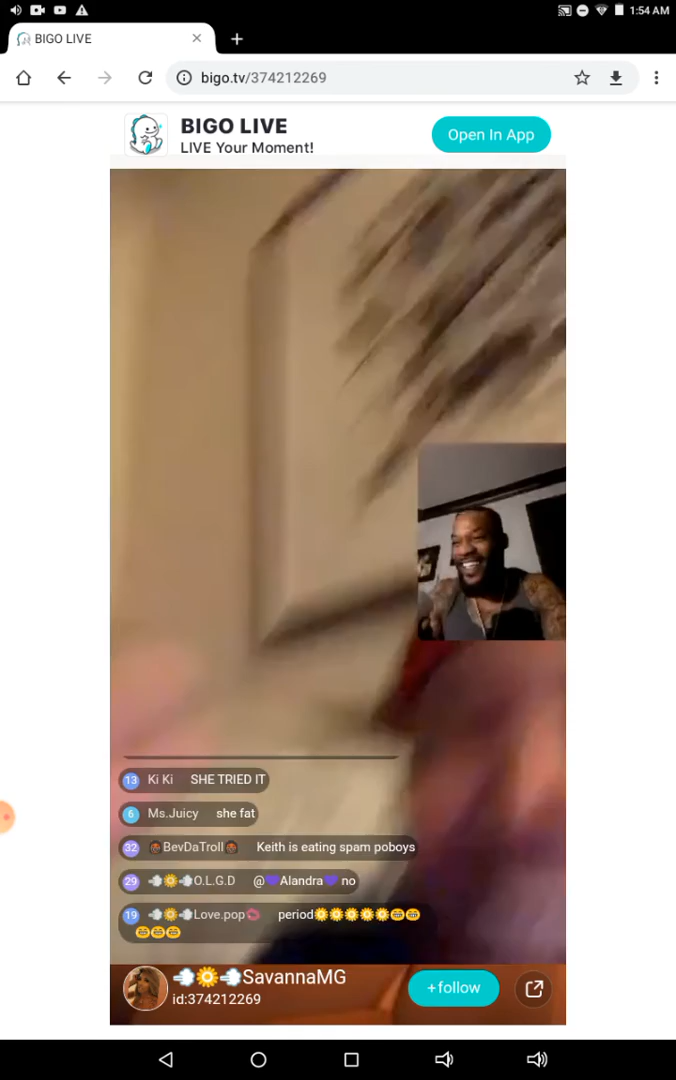 1:54 AM
BIGO LIVE
bigo.tv/374212269
BIGO LIVE
LIVE Your Moment!
Open In App
13 Ki Ki SHE TRIED IT
6 Ms.Juicy she fat
32 👩🏾‍🦱BevDaTroll👩🏾‍🦱 Keith is eating spam poboys
29 💨🌞💨O.L.G.D @💜Alandra💜 no
19 💨🌞💨Love.pop💋 period🌞🌞🌞🌞🌞😁😁
😁😁😁
💨🌞💨SavannaMG
id:374212269
+follow